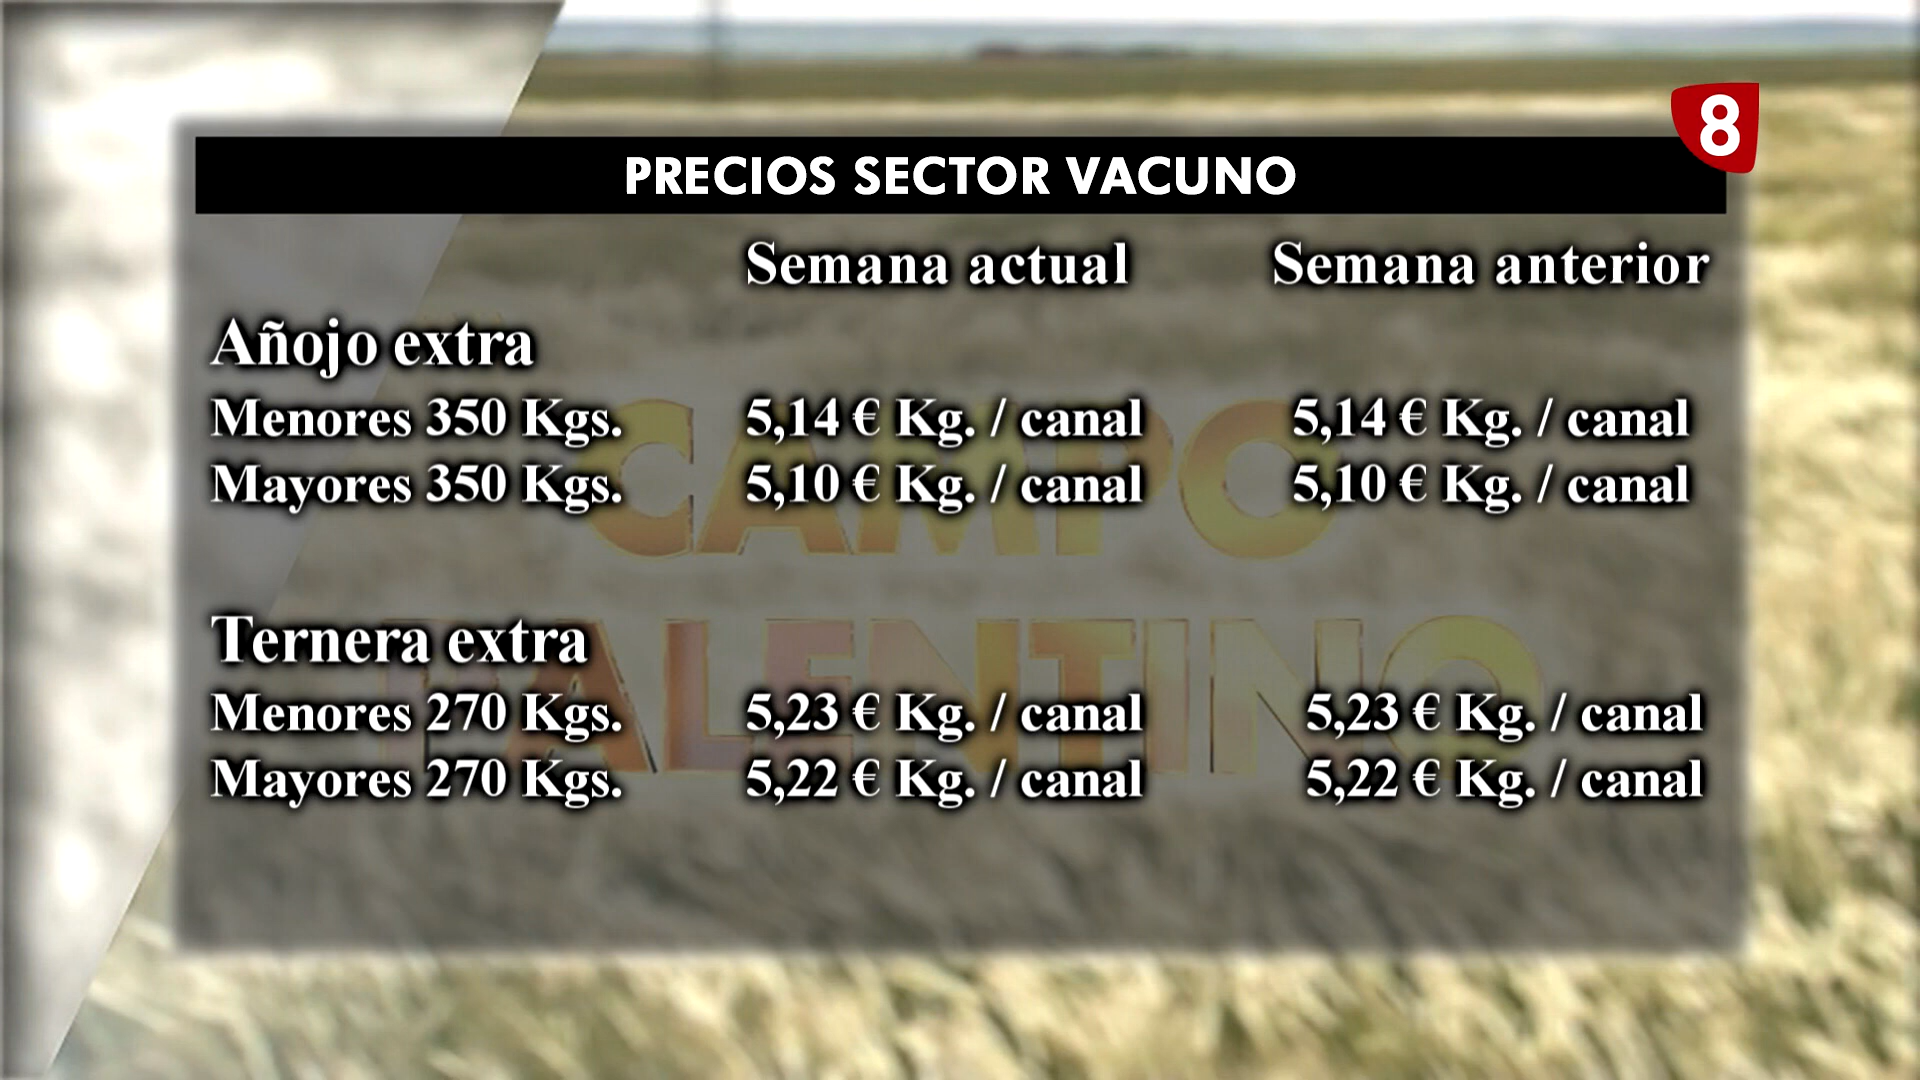 8
PRECIOS SECTOR VACUNO
Semana actual Semana anterior
Añojo extra
Menores 350 Kgs. 5,14 € Kg. / canal 5,14 € Kg. / canal
Mayores 350 Kgs. 5,10 € Kg. / canal 5,10 € Kg. / canal
CAMPO
PALENTINO
Ternera extra
Menores 270 Kgs. 5,23 € Kg. / canal 5,23 € Kg. / canal
Mayores 270 Kgs. 5,22 € Kg. / canal 5,22 € Kg. / canal